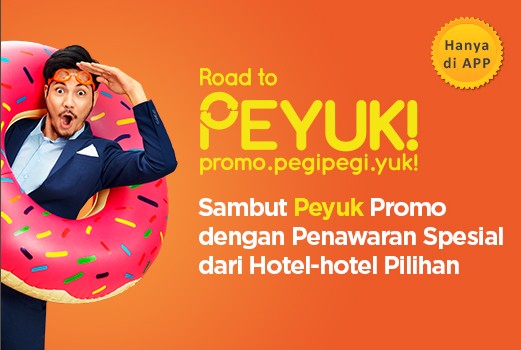 Hanya
di APP
Road to
PEYUK!
promo.pegipegi.yuk!
Sambut Peyuk Promo
dengan Penawaran Spesial
dari Hotel-hotel Pilihan